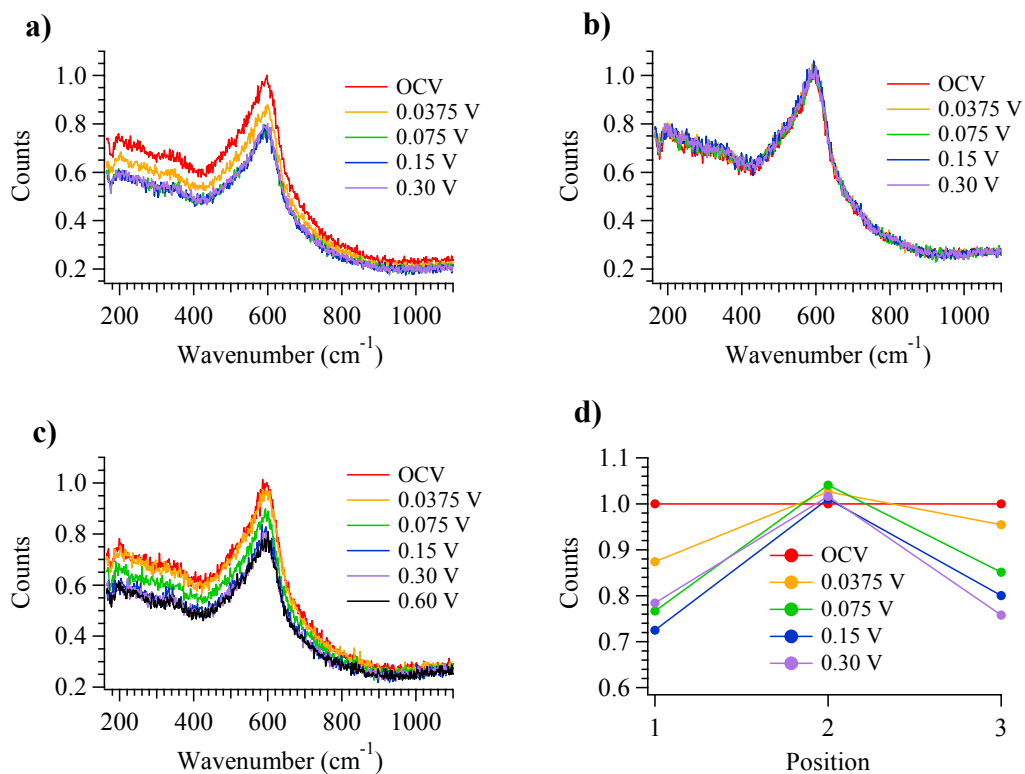 a)
Counts
1.0
0.8
0.6
0.4
0.2
200 400 600 800 1000
Wavenumber (cm-1)
OCV
0.0375 V
0.075 V
0.15 V
0.30 V
b)
Counts
1.0
0.8
0.6
0.4
0.2
200 400 600 800 1000
Wavenumber (cm-1)
OCV
0.0375 V
0.075 V
0.15 V
0.30 V
c)
Counts
1.0
0.8
0.6
0.4
0.2
200 400 600 800 1000
Wavenumber (cm-1)
OCV
0.0375 V
0.075 V
0.15 V
0.30 V
0.60 V
d)
Counts
1.1
1.0
0.9
0.8
0.7
0.6
1 2 3
Position
OCV
0.0375 V
0.075 V
0.15 V
0.30 V